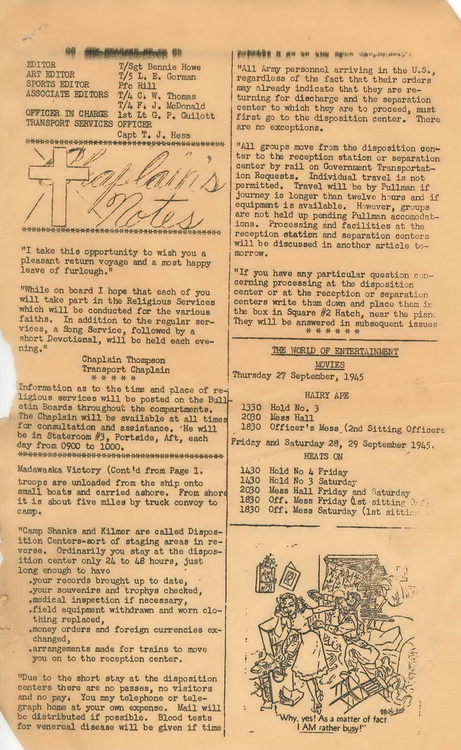 EDITOR T/Sgt Bennie Howe
ART EDITOR T/5 L. E. Gorman
SPORTS EDITOR Pfc Hill
ASSOCIATE EDITORS T/4 C. W. Thomas
T/4 F. J. McDonald
OFFICER IN CHARGE 1st Lt G. P. Guilott
TRANSPORT SERVICES OFFICER
Capt T. J. Hess
Chaplain's
Notes
"I take this opportunity to wish you a
pleasant return voyage and a most happy
leave of furlough."
"While on board I hope that each of you
will take part in the Religious Services
which will be conducted for the various
faiths. In addition to the regular ser-
vices, a Song Service, followed by a
short Devotional, will be held each eve-
ning."
Chaplain Thompson
Transport Chaplain
* * * * *
Information as to the time and place of re-
ligious services will be posted on the Bull-
etin Boards throughout the compartments.
The Chaplain will be available at all times
for consultation and assistance. He will
be in Stateroom #3, Portside, Aft, each
day from 0900 to 1000.
Madawaska Victory (Cont'd from Page 1.
troops are unloaded from the ship onto
small boats and carried ashore. From shore
it is about five miles by truck convoy to
camp.
"Camp Shanks and Kilmer are called Dispos-
ition Centers-sort of staging areas in re-
verse. Ordinarily you stay at the dispos-
ition center only 24 to 48 hours, just
long enough to have
.your records brought up to date,
.your souvenirs and trophys checked,
.medical inspection if necessary,
.field equipment withdrawn and worn clo-
thing replaced,
.money orders and foreign currencies ex-
changed,
.arrangements made for trains to move
you on to the reception center.
"Due to the short stay at the disposition
centers there are no passes, no visitors
and no pay. You may telephone or tele-
graph home at your own expense. Mail will
be distributed if possible. Blood tests
for venereal disease will be given if time
"All Army personnel arriving in the U.S.,
regardless of the fact that their orders
may already indicate that they are re-
turning for discharge and the separation
center to which they are to proceed, must
first go to the disposition center. There
are no exceptions.
"All groups move from the disposition cen-
ter to the reception station or separation
center by rail on Government Transportat-
ion Requests. Individual travel is not
permitted. Travel will be by Pullman if
journey is longer than twelve hours and if
equipment is available. However, groups
are not held up pending Pullman accomodat-
ions. Processing and facilities at the
reception station and separation centers
will be discussed in another article to-
morrow.
"If you have any particular question con-
cerning processing at the disposition
center or at the reception or separation
centers write them down and place them in
the box in Square #2 Hatch, near the piano
They will be answered in subsequent issues
* * * * * *
THE WORLD OF ENTERTAINMENT
MOVIES
Thursday 27 September, 1945
HAIRY APE
1330 Hold No. 3
2030 Mess Hall
1830 Officer's Mess (2nd Sitting Officers
Friday and Saturday 28, 29 September 1945.
HEATS ON
1430 Hold No 4 Friday
1430 Hold No 3 Saturday
2030 Mess Hall Friday and Saturday
1830 Off. Mess Friday (1st sitting
1830 Off. Mess Saturday (1st sitting
"Why, yes! As a matter of fact
I AM rather busy!"